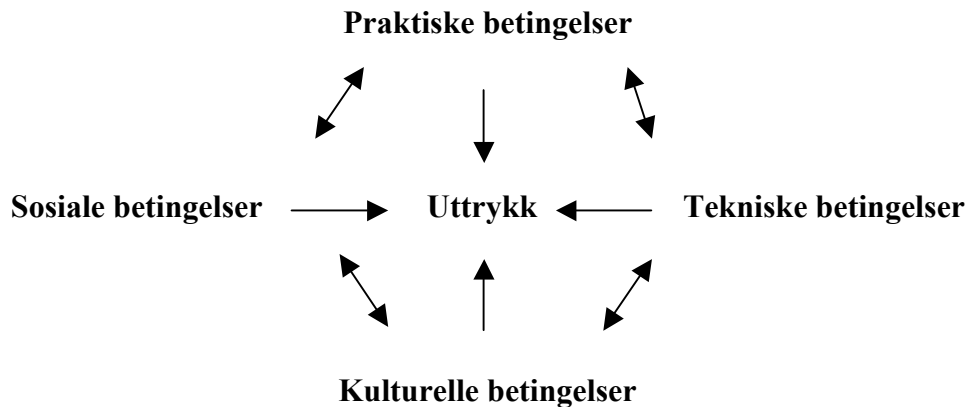 Praktiske betingelser
Sosiale betingelser Uttrykk Tekniske betingelser
Kulturelle betingelser